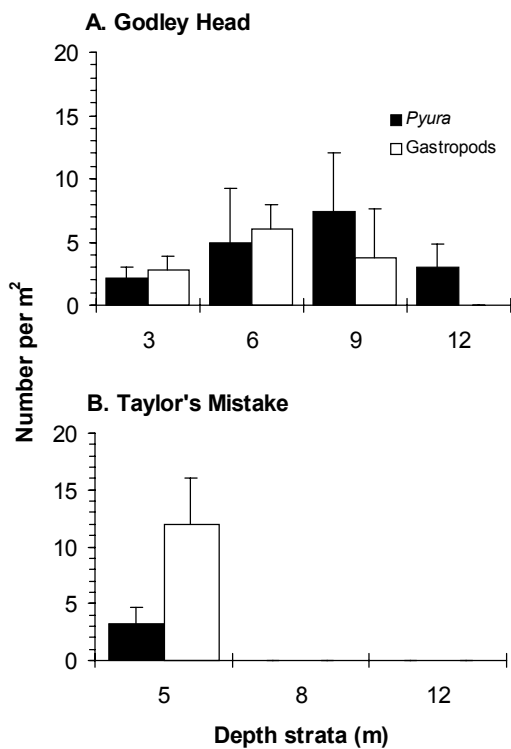 A. Godley Head
20
15
10
5
0
Pyura
Gastropods
3 6 9 12
Number per m²
B. Taylor's Mistake
20
15
10
5
0
5 8 12
Depth strata (m)